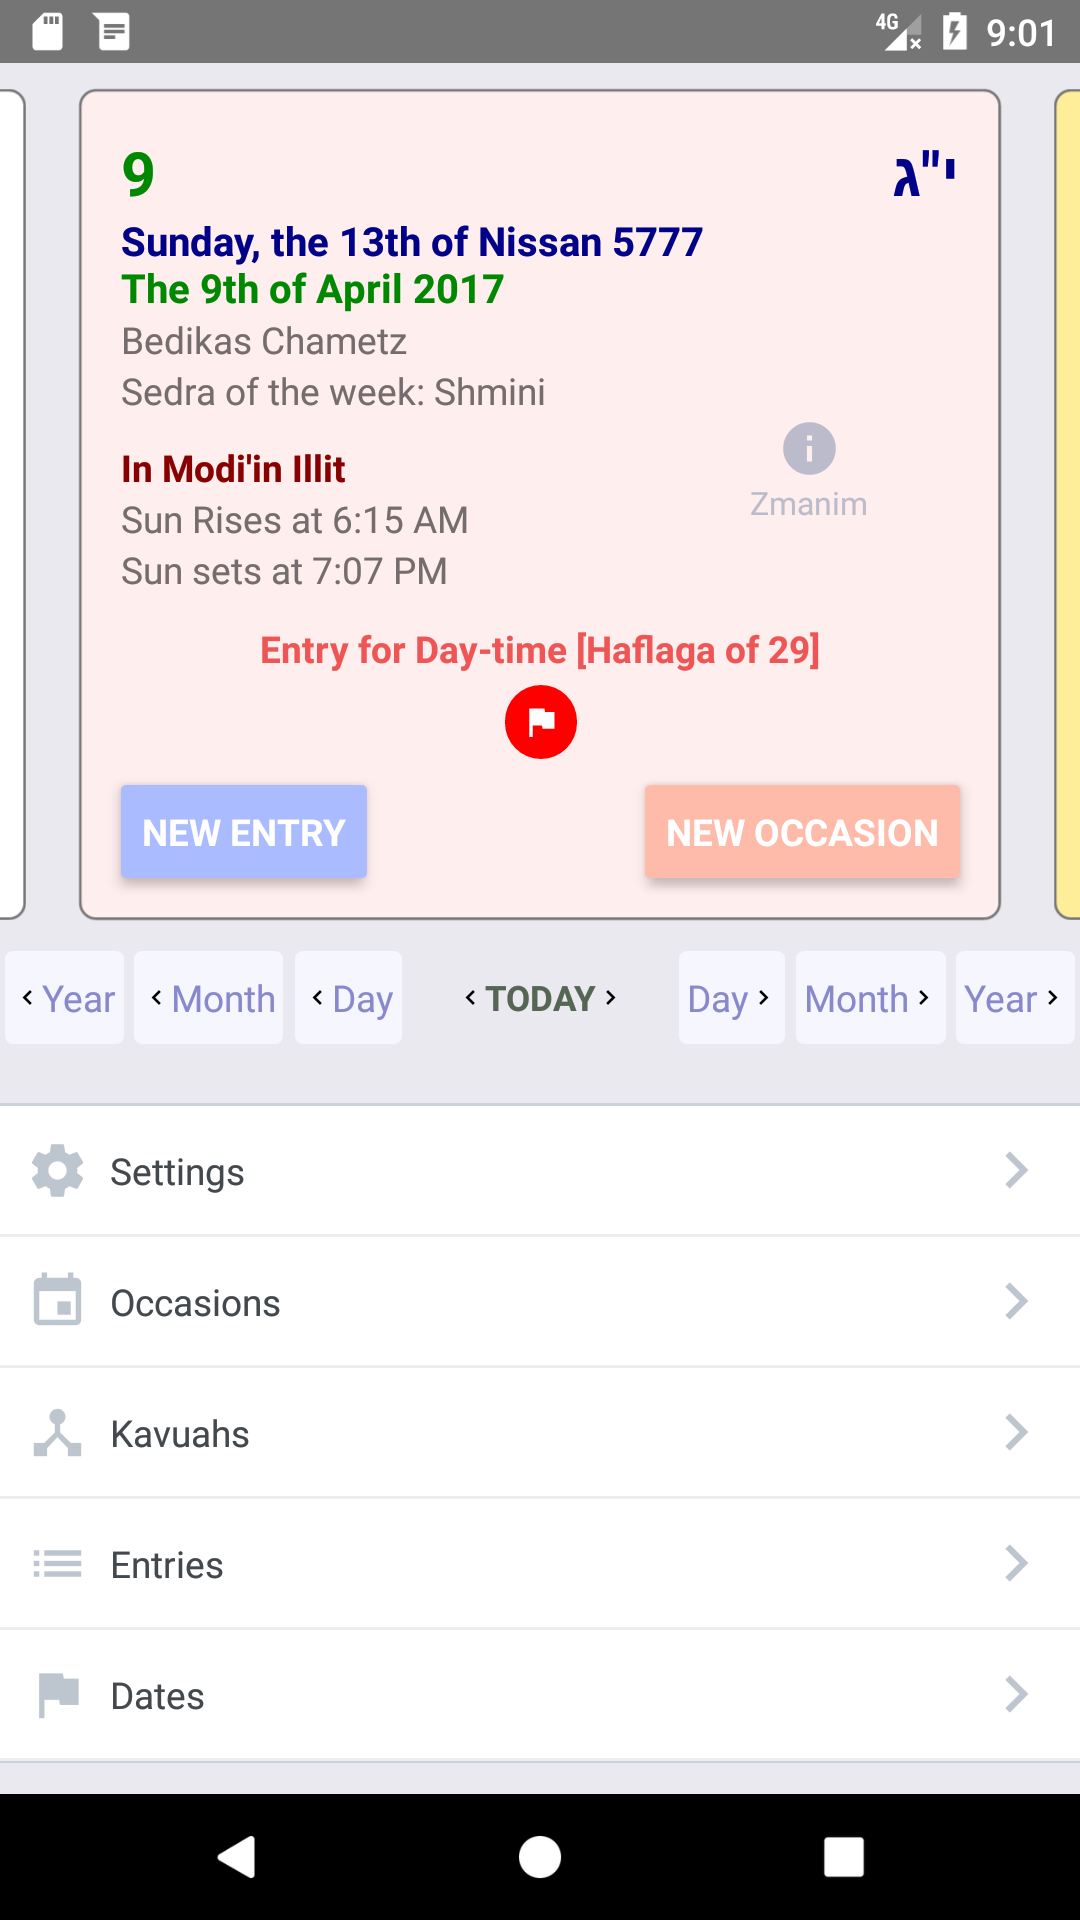 4G 9:01
9 י"ג
Sunday, the 13th of Nissan 5777
The 9th of April 2017
Bedikas Chametz
Sedra of the week: Shmini
In Modi'in Illit
Zmanim
Sun Rises at 6:15 AM
Sun sets at 7:07 PM
Entry for Day-time [Haflaga of 29]
NEW ENTRY NEW OCCASION
Year Month Day TODAY Day Month Year
Settings
Occasions
Kavuahs
Entries
Dates